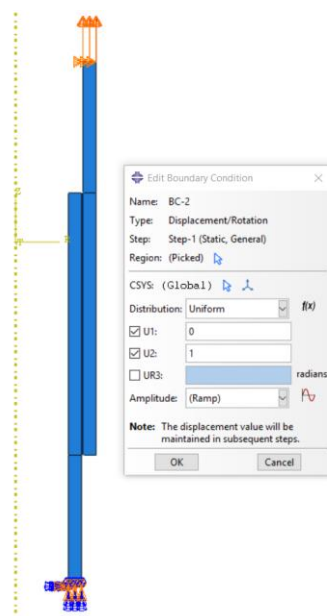 Edit Boundary Condition
Name: BC-2
Type: Displacement/Rotation
Step: Step-1 (Static, General)
Region: (Picked)
CSYS: (Global)
Distribution: Uniform f(x)
U1: 0
U2: 1
UR3: radians
Amplitude: (Ramp)
Note: The displacement value will be
maintained in subsequent steps.
OK Cancel